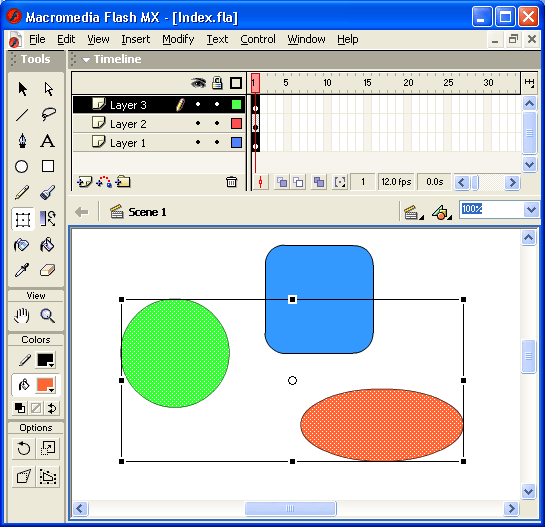 Macromedia Flash MX - [Index.fla]
File Edit View Insert Modify Text Control Window Help
Tools
Timeline
1 5 10 15 20 25 30
Layer 3
Layer 2
Layer 1
1 12.0 fps 0.0s
Scene 1
100%
A
View
Colors
Options